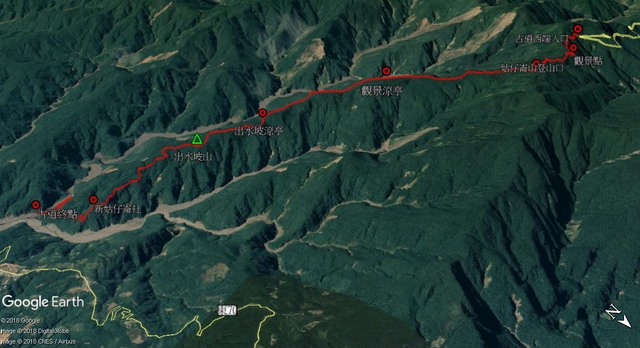 古道西端入口
觀景點
姑仔崙山登山口
觀景涼亭
出水坡涼亭
出水坡山
新姑仔崙社
古道終點
Google Earth
© 2018 Google
Image © 2018 DigitalGlobe
Image © 2018 CNES / Airbus
N